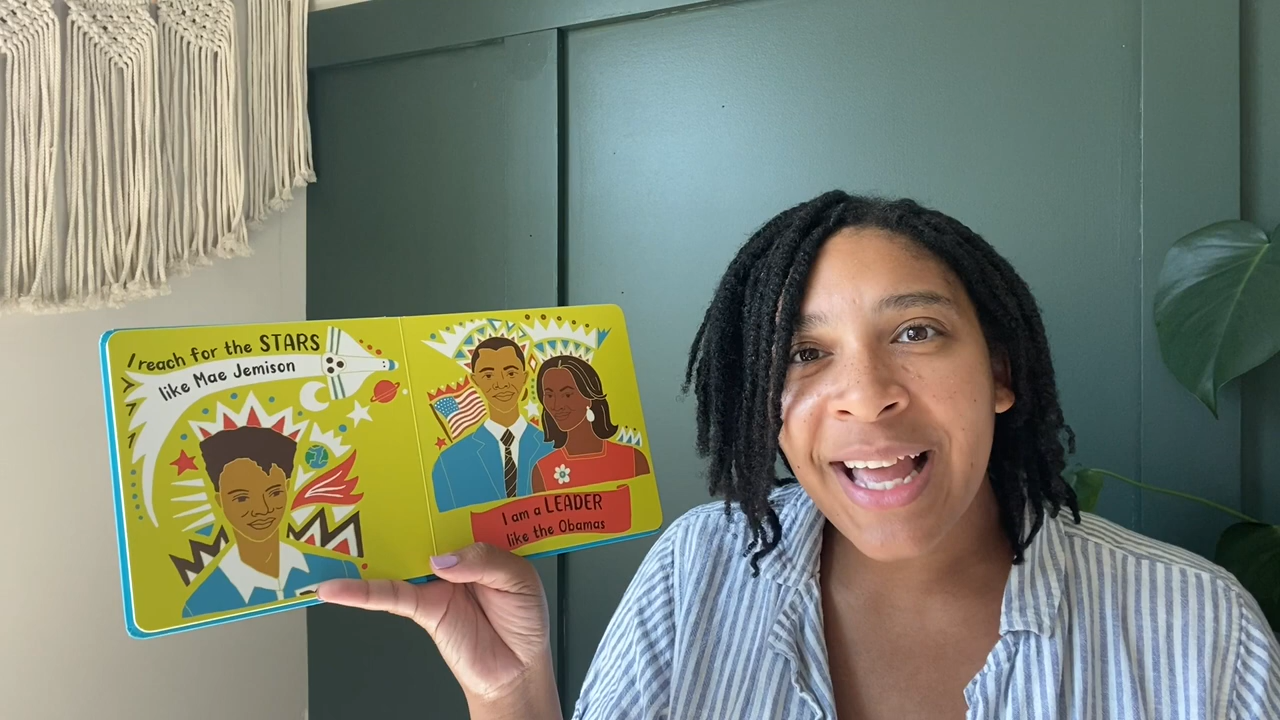 I reach for the STARS
like Mae Jemison
I am a LEADER
like the Obamas